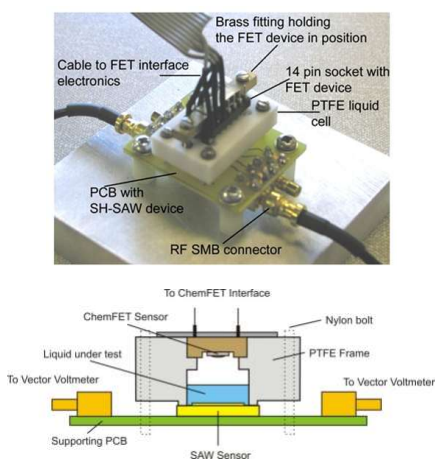 Brass fitting holding
the FET device in position
Cable to FET interface
electronics
14 pin socket with
FET device
PTFE liquid
cell
PCB with
SH-SAW device
RF SMB connector
To ChemFET Interface
ChemFET Sensor
Nylon bolt
Liquid under test
PTFE Frame
To Vector Voltmeter
To Vector Voltmeter
Supporting PCB
SAW Sensor